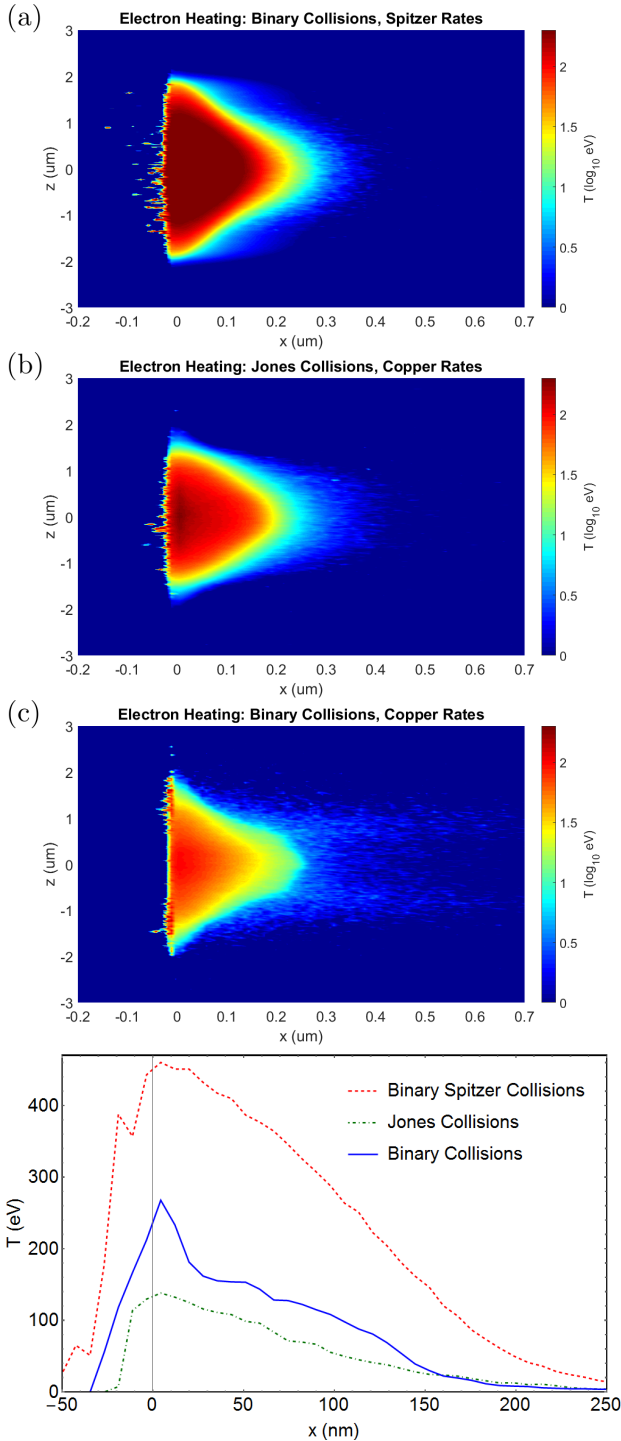 (a)
Electron Heating: Binary Collisions, Spitzer Rates
3
2
1
0
-1
-2
-3
z (um)
-0.2 -0.1 0 0.1 0.2 0.3 0.4 0.5 0.6 0.7
x (um)
2
1.5
1
0.5
0
T (log10 eV)
(b)
Electron Heating: Jones Collisions, Copper Rates
3
2
1
0
-1
-2
-3
z (um)
-0.2 -0.1 0 0.1 0.2 0.3 0.4 0.5 0.6 0.7
x (um)
2
1.5
1
0.5
0
T (log10 eV)
(c)
Electron Heating: Binary Collisions, Copper Rates
3
2
1
0
-1
-2
-3
z (um)
-0.2 -0.1 0 0.1 0.2 0.3 0.4 0.5 0.6 0.7
x (um)
2
1.5
1
0.5
0
T (log10 eV)
400
300
200
100
0
T (eV)
Binary Spitzer Collisions
Jones Collisions
Binary Collisions
-50 0 50 100 150 200 250
x (nm)